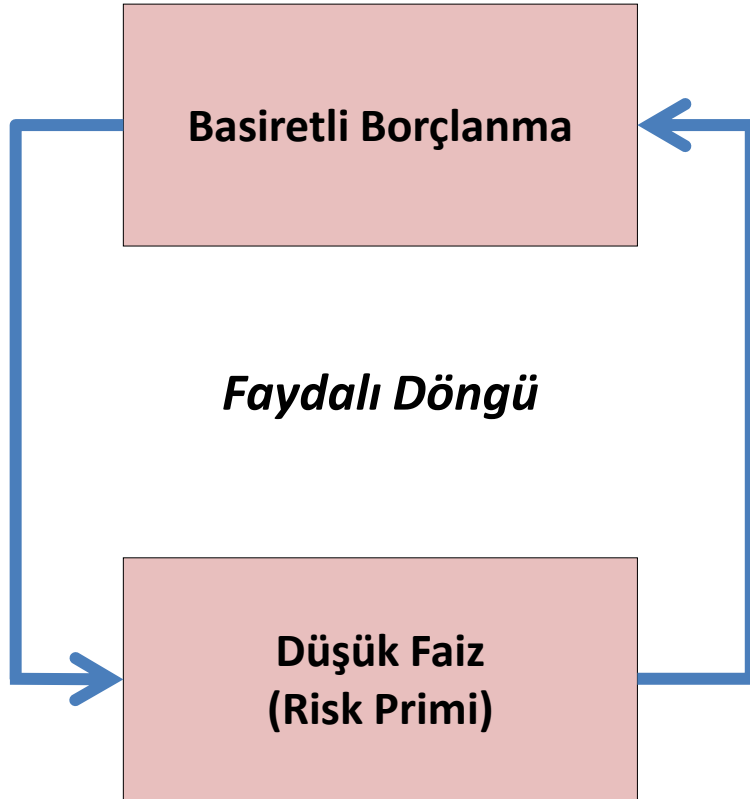 Basiretli Borçlanma
Faydalı Döngü
Düşük Faiz
(Risk Primi)